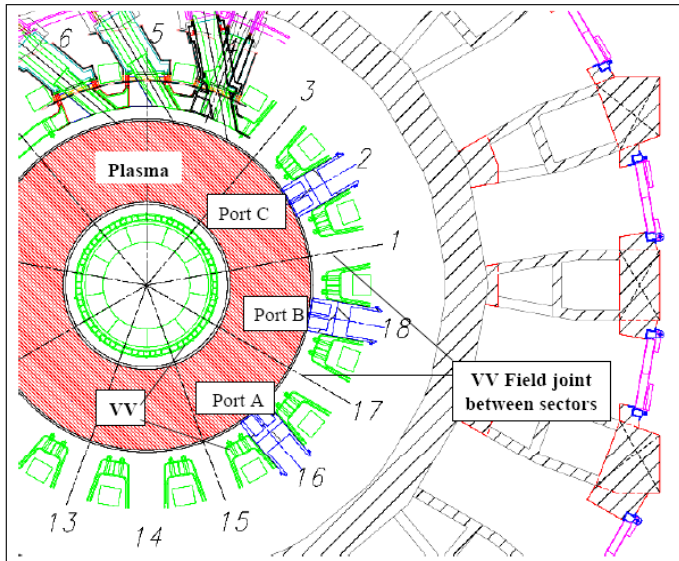 6
5
4
3
Plasma
2
Port C
1
Port B
18
Port A
VV Field joint
between sectors
VV
17
16
15
14
13